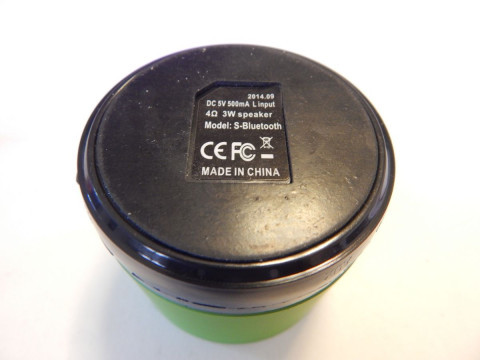 2014.09
DC 5V 500mA L input
4Ω 3W speaker
Model: S-Bluetooth
CE FC
MADE IN CHINA